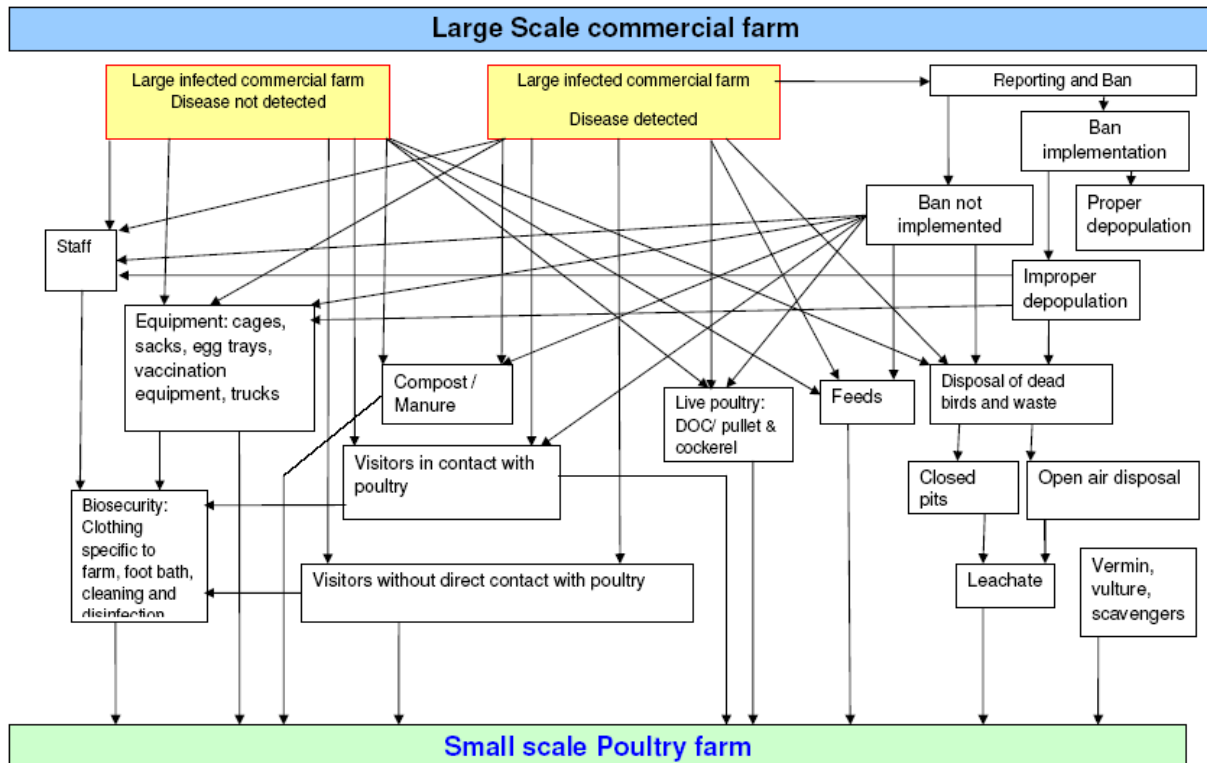 Large Scale commercial farm
Large infected commercial farm
Disease not detected
Large infected commercial farm
Disease detected
Reporting and Ban
Ban
implementation
Ban not
implemented
Proper
depopulation
Staff
Improper
depopulation
Equipment: cages,
sacks, egg trays,
vaccination
equipment, trucks
Compost /
Manure
Live poultry:
DOC/ pullet &
cockerel
Feeds
Disposal of dead
birds and waste
Visitors in contact with
poultry
Closed
pits
Open air disposal
Biosecurity:
Clothing
specific to
farm, foot bath,
cleaning and
disinfection
Visitors without direct contact with poultry
Leachate
Vermin,
vulture,
scavengers
Small scale Poultry farm